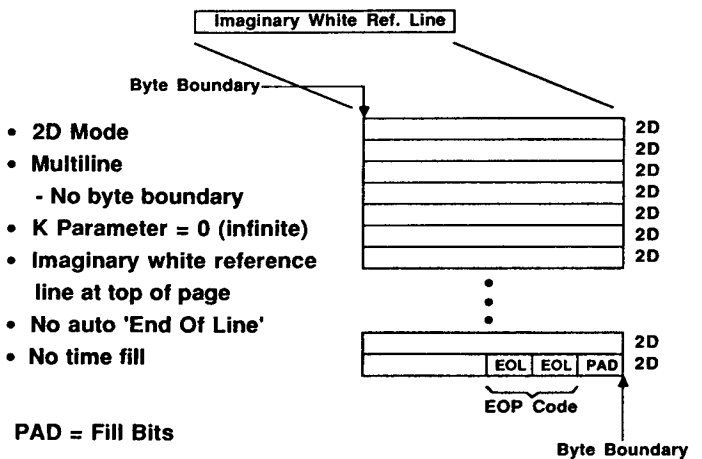 Imaginary White Ref. Line
Byte Boundary
• 2D Mode
• Multiline
- No byte boundary
• K Parameter = 0 (infinite)
• Imaginary white reference
line at top of page
• No auto 'End Of Line'
• No time fill
PAD = Fill Bits
2D
2D
2D
2D
2D
2D
2D
2D
EOL EOL PAD 2D
EOP Code
Byte Boundary